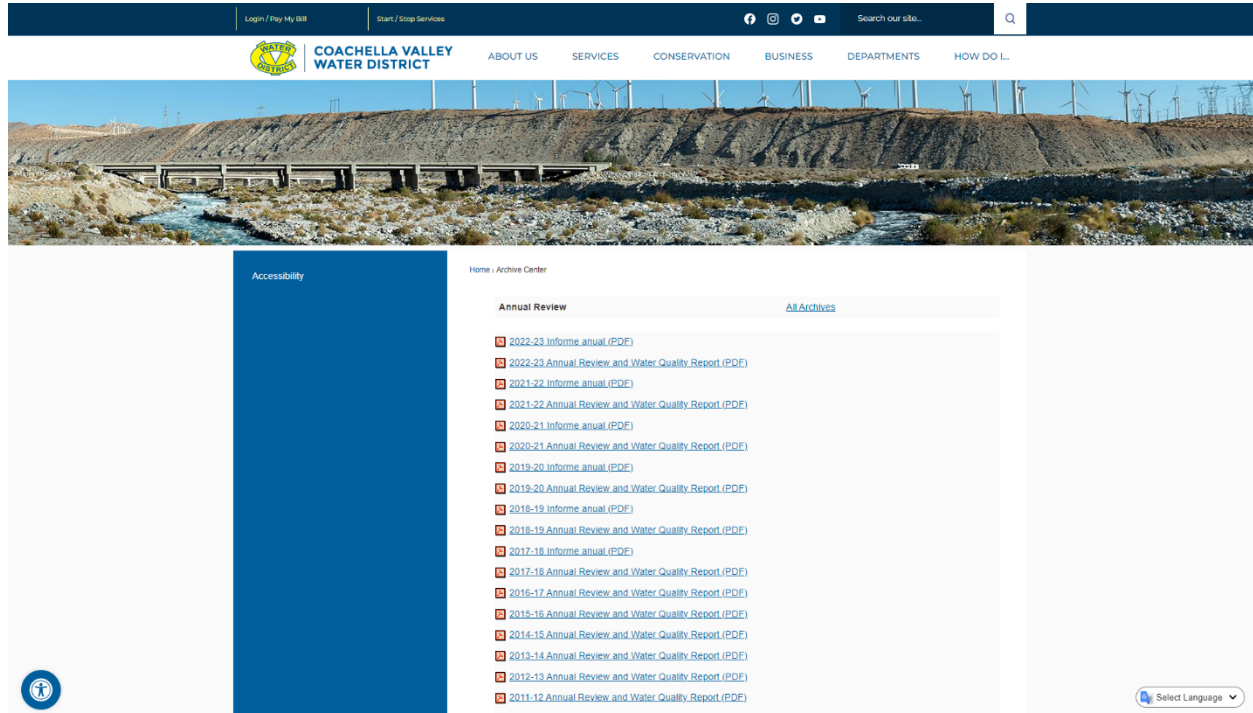 Login / Pay My Bill
Start / Stop Services
Search our site...
WATER
DISTRICT
COACHELLA VALLEY
WATER DISTRICT
ABOUT US
SERVICES
CONSERVATION
BUSINESS
DEPARTMENTS
HOW DO I...
Accessibility
Home › Archive Center
Annual Review
All Archives
2022-23 Informe anual (PDF)
2022-23 Annual Review and Water Quality Report (PDF)
2021-22 Informe anual (PDF)
2021-22 Annual Review and Water Quality Report (PDF)
2020-21 Informe anual (PDF)
2020-21 Annual Review and Water Quality Report (PDF)
2019-20 Informe anual (PDF)
2019-20 Annual Review and Water Quality Report (PDF)
2018-19 Informe anual (PDF)
2018-19 Annual Review and Water Quality Report (PDF)
2017-18 Informe anual (PDF)
2017-18 Annual Review and Water Quality Report (PDF)
2016-17 Annual Review and Water Quality Report (PDF)
2015-16 Annual Review and Water Quality Report (PDF)
2014-15 Annual Review and Water Quality Report (PDF)
2013-14 Annual Review and Water Quality Report (PDF)
2012-13 Annual Review and Water Quality Report (PDF)
2011-12 Annual Review and Water Quality Report (PDF)
Select Language